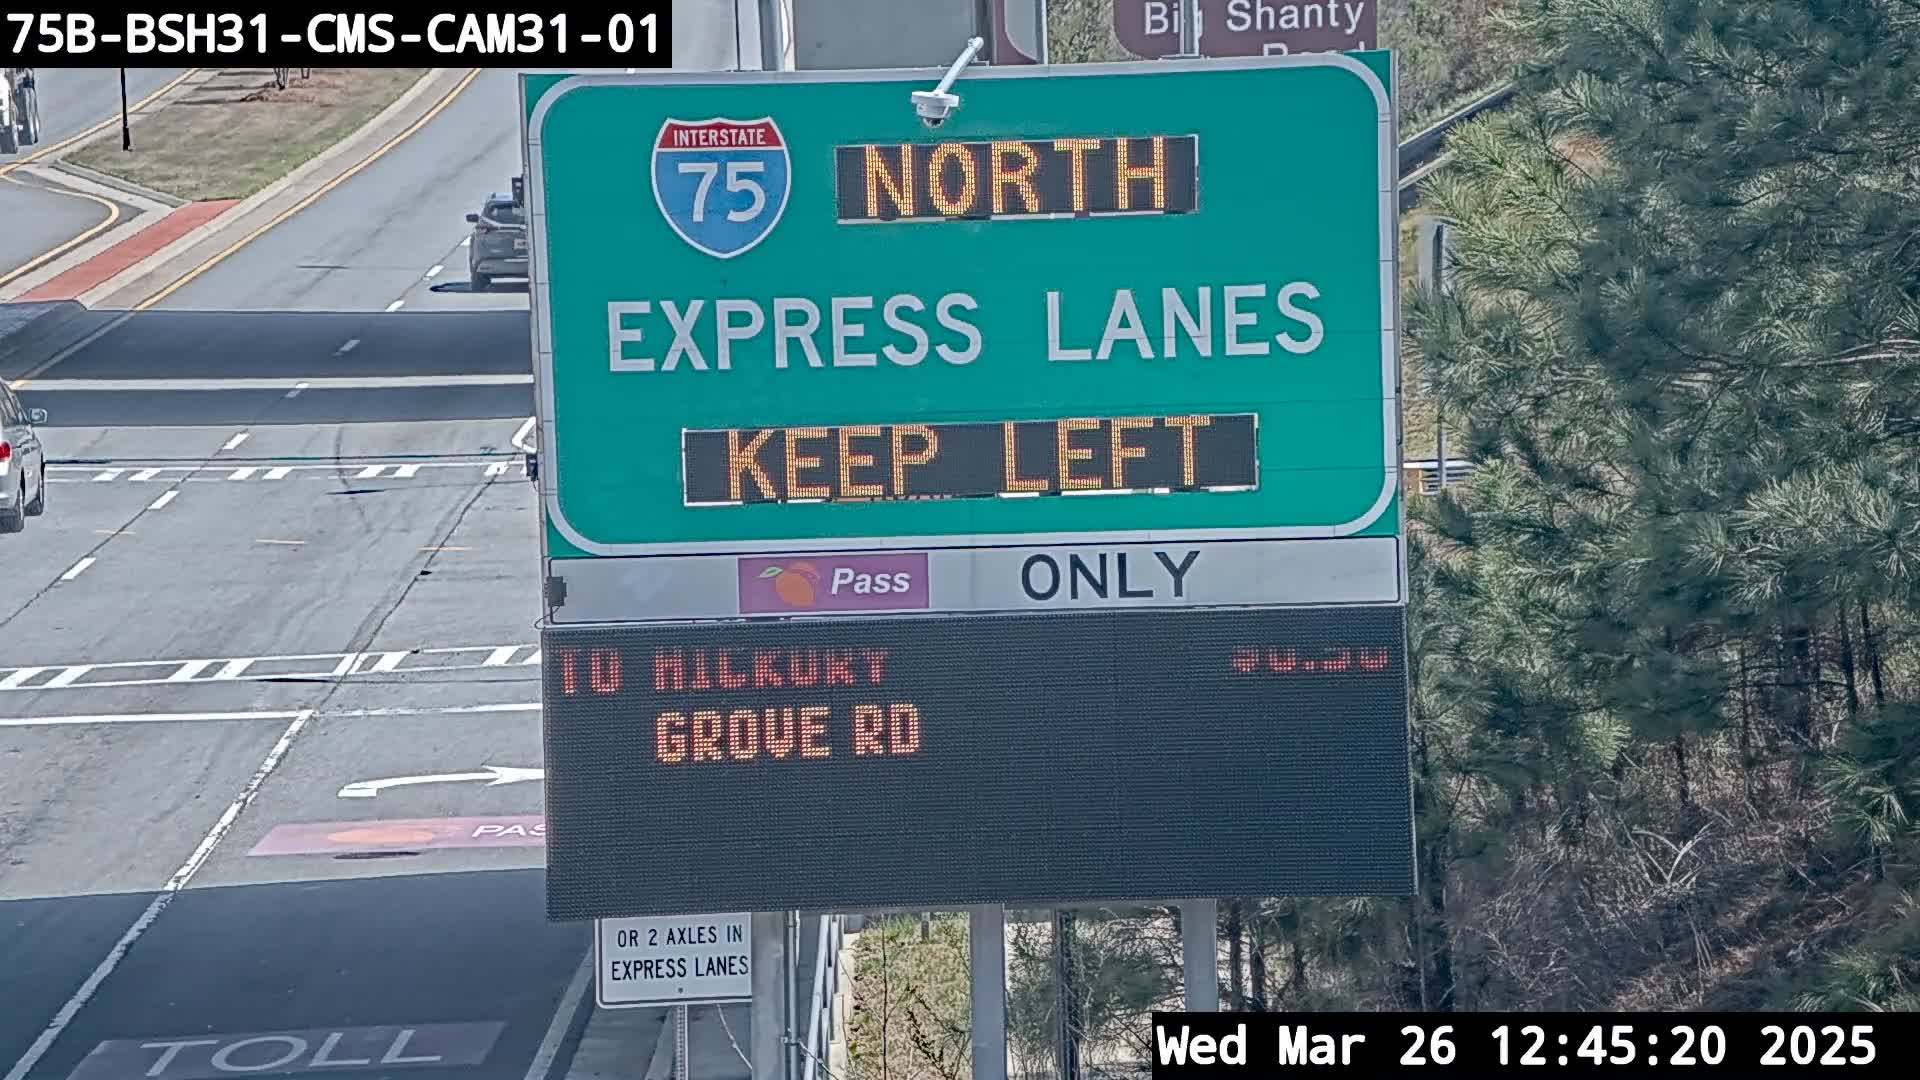 75B-BSH31-CMS-CAM31-01
Big Shanty
Road
INTERSTATE
75
NORTH
EXPRESS LANES
KEEP LEFT
Pass ONLY
TO HICKORY
GROVE RD
OR 2 AXLES IN
EXPRESS LANES
TOLL
Wed Mar 26 12:45:20 2025